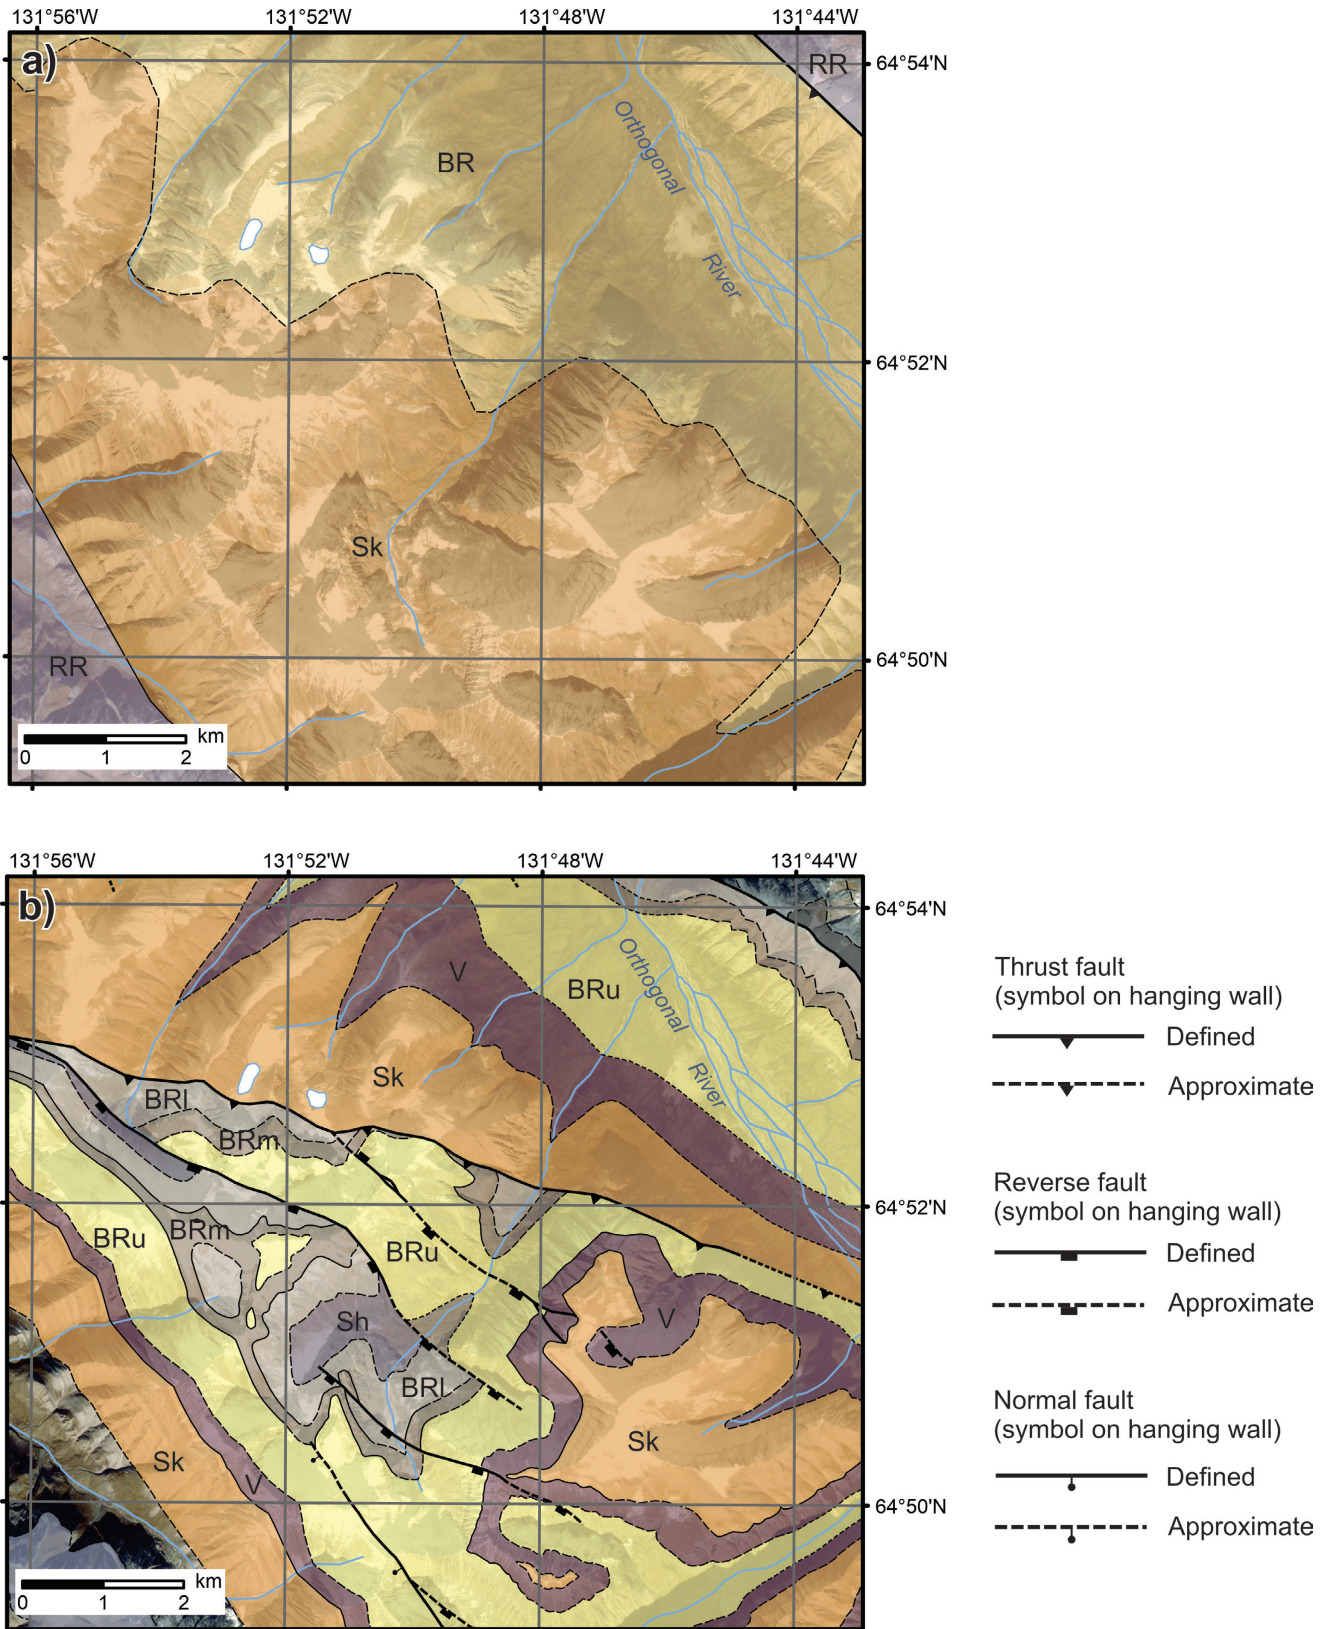 131°56'W 131°52'W 131°48'W 131°44'W
a)
RR
64°54'N
Orthogonal
BR
River
64°52'N
Sk
RR
64°50'N
km
0 1 2
131°56'W 131°52'W 131°48'W 131°44'W
b)
64°54'N
Orthogonal
V
BRu
River
Sk
BRl
BRm
64°52'N
BRm
BRu
BRu
Sh
V
BRl
Sk
Sk
V
64°50'N
km
0 1 2
Thrust fault
(symbol on hanging wall)
Defined
Approximate
Reverse fault
(symbol on hanging wall)
Defined
Approximate
Normal fault
(symbol on hanging wall)
Defined
Approximate